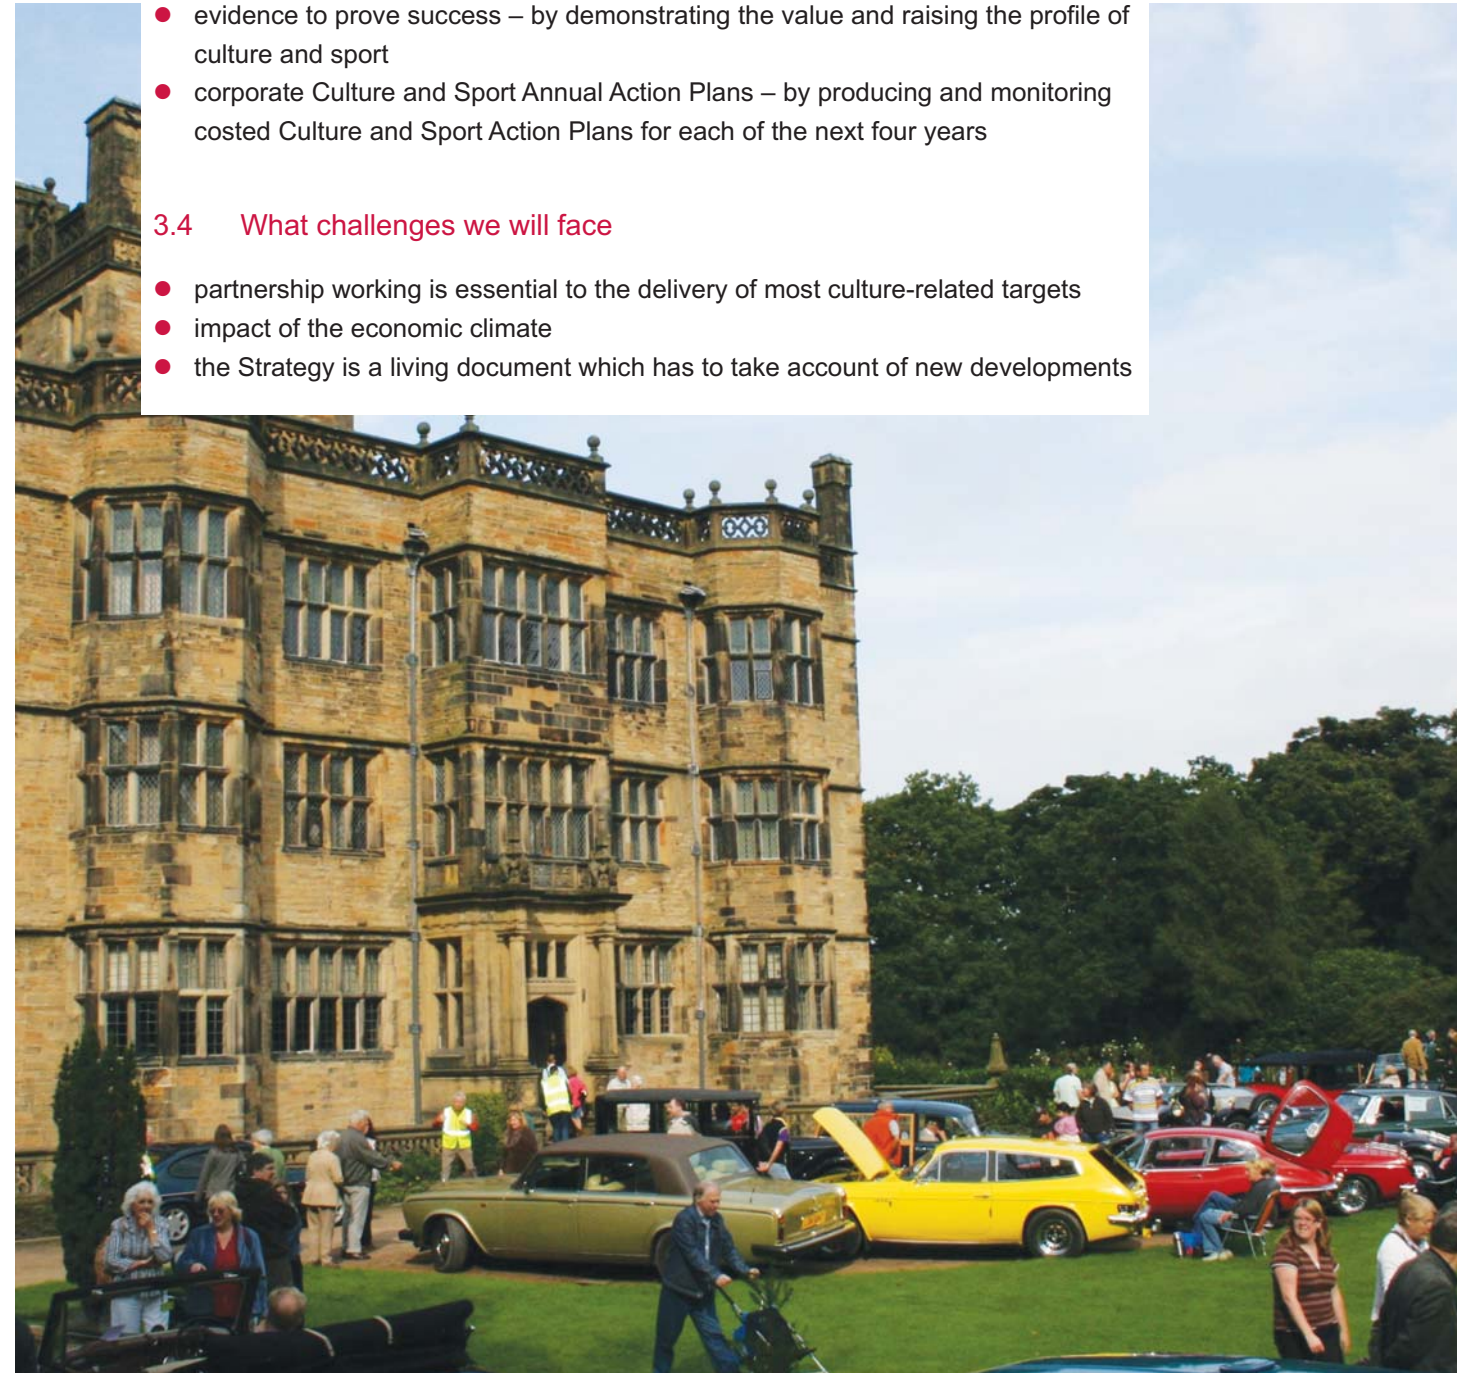 ● evidence to prove success – by demonstrating the value and raising the profile of
culture and sport
● corporate Culture and Sport Annual Action Plans – by producing and monitoring
costed Culture and Sport Action Plans for each of the next four years
3.4 What challenges we will face
● partnership working is essential to the delivery of most culture-related targets
● impact of the economic climate
● the Strategy is a living document which has to take account of new developments